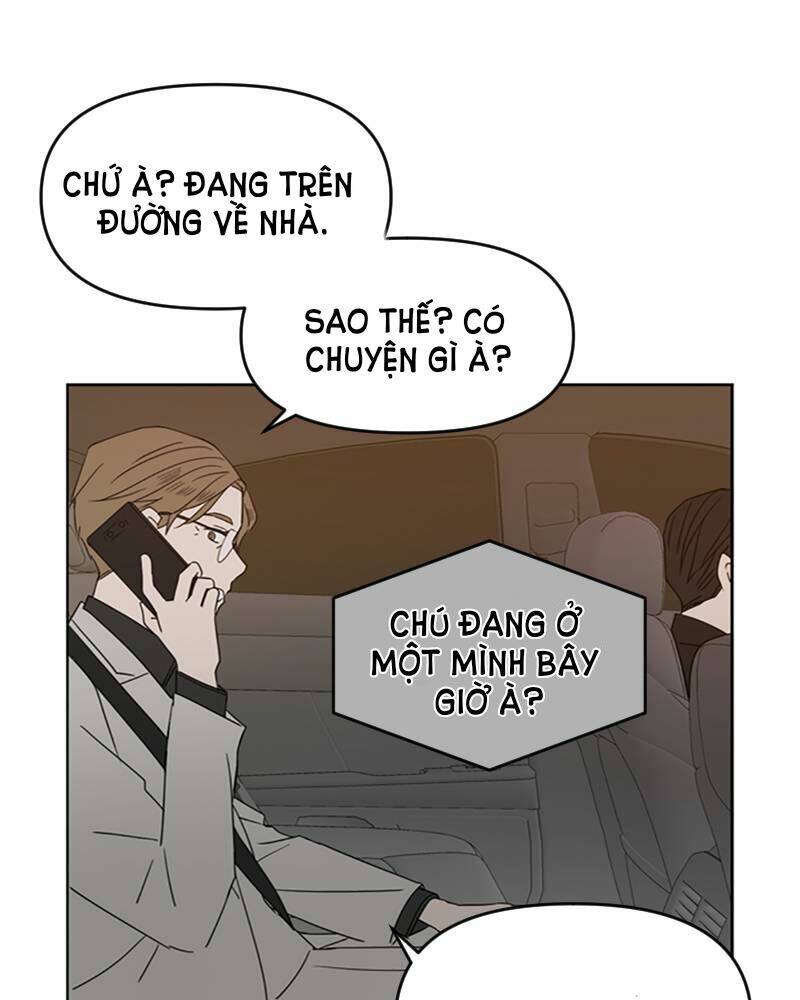 CHỨ À? ĐANG TRÊN
ĐƯỜNG VỀ NHÀ.
SAO THẾ? CÓ
CHUYỆN GÌ À?
CHÚ ĐANG Ở
MỘT MÌNH BÂY
GIỜ À?